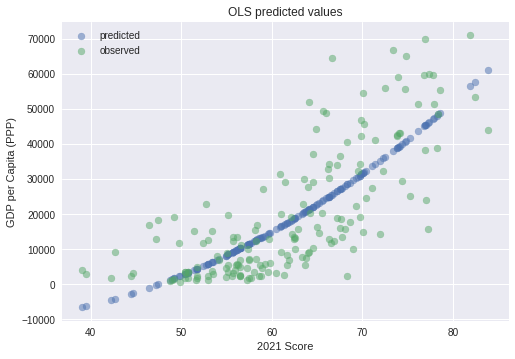 OLS predicted values
predicted
observed
70000
60000
50000
40000
30000
20000
10000
0
−10000
GDP per Capita (PPP)
40 50 60 70 80
2021 Score